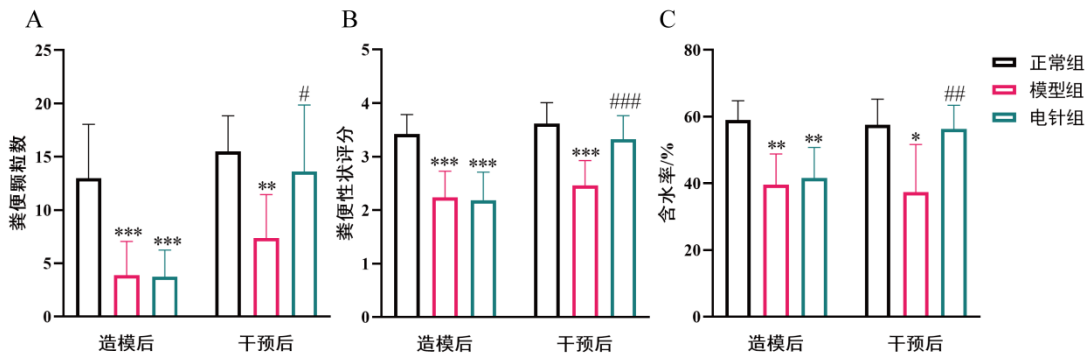 A
粪便颗粒数
25
20
15
10
5
0
***
***
**
#
造模后
干预后
B
粪便性状评分
5
4
3
2
1
0
***
***
***
###
造模后
干预后
C
含水率/%
80
60
40
20
0
**
**
*
##
造模后
干预后
正常组
模型组
电针组